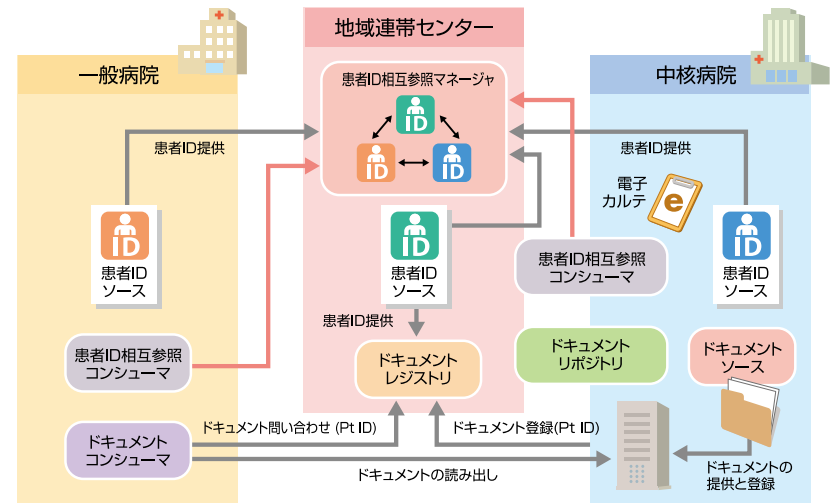 地域連帯センター
一般病院
中核病院
患者ID相互参照マネージャ
ID
ID
ID
患者ID提供
患者ID提供
電子
カルテ
e
ID
患者ID
ソース
ID
患者ID
ソース
患者ID相互参照
コンシューマ
ID
患者ID
ソース
患者ID提供
患者ID相互参照
コンシューマ
ドキュメント
レジストリ
ドキュメント
リポジトリ
ドキュメント
ソース
ドキュメント
コンシューマ
ドキュメント問い合わせ (Pt ID)
ドキュメント登録(Pt ID)
ドキュメントの読み出し
ドキュメントの
提供と登録